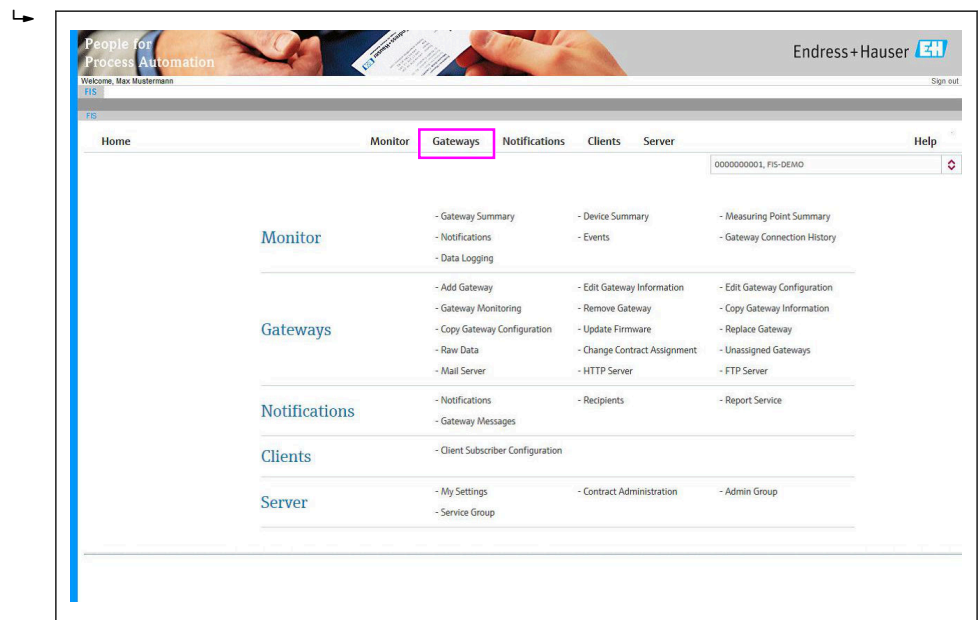 People for
Process Automation
Endress+Hauser EH
Welcome, Max Mustermann Sign out
FIS
FIS
Home Monitor Gateways Notifications Clients Server Help
0000000001, FIS-DEMO
Monitor
- Gateway Summary - Device Summary - Measuring Point Summary
- Notifications - Events - Gateway Connection History
- Data Logging
Gateways
- Add Gateway - Edit Gateway Information - Edit Gateway Configuration
- Gateway Monitoring - Remove Gateway - Copy Gateway Information
- Copy Gateway Configuration - Update Firmware - Replace Gateway
- Raw Data - Change Contract Assignment - Unassigned Gateways
- Mail Server - HTTP Server - FTP Server
Notifications
- Notifications - Recipients - Report Service
- Gateway Messages
Clients
- Client Subscriber Configuration
Server
- My Settings - Contract Administration - Admin Group
- Service Group